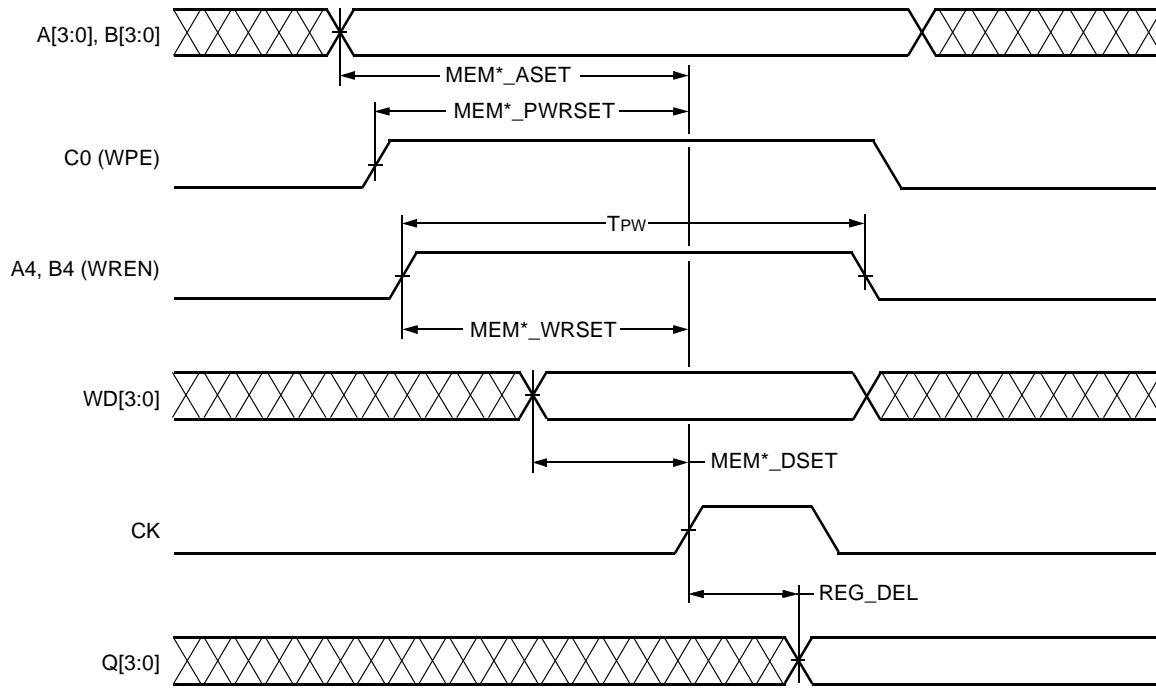 A[3:0], B[3:0]
MEM*_ASET
MEM*_PWRSET
C0 (WPE)
TPW
A4, B4 (WREN)
MEM*_WRSET
WD[3:0]
MEM*_DSET
CK
REG_DEL
Q[3:0]